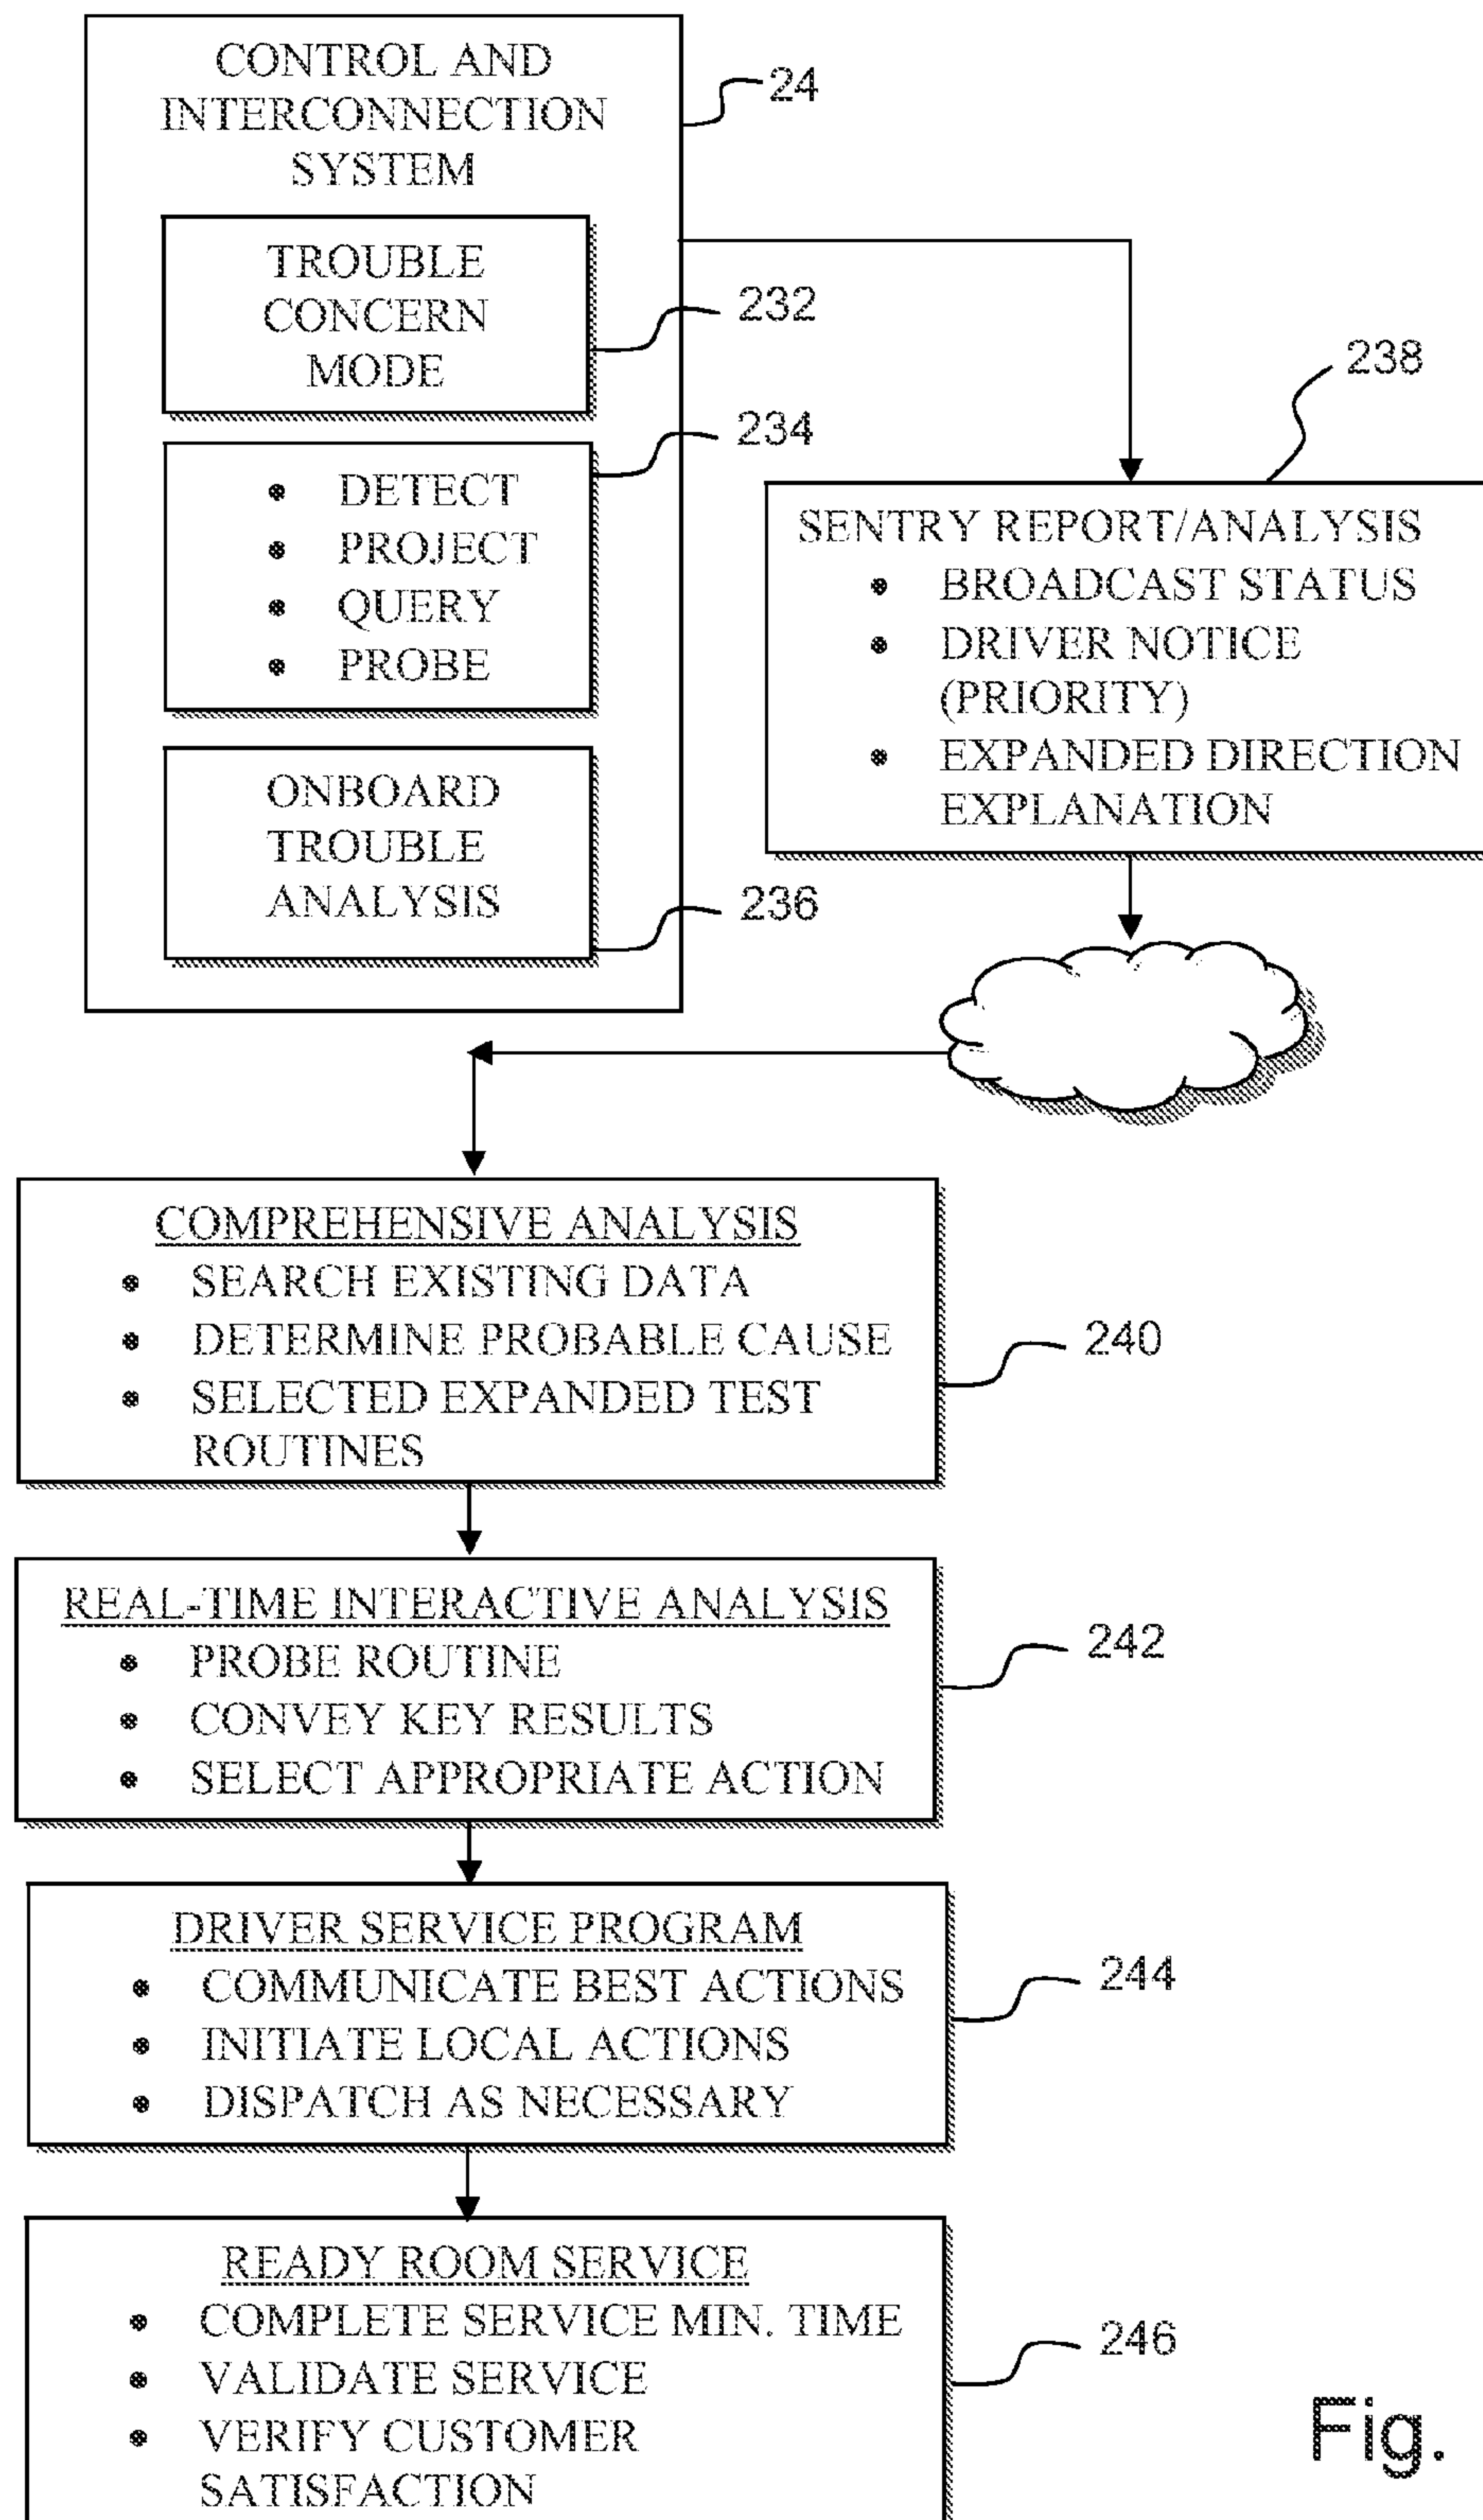 CONTROL AND
INTERCONNECTION
SYSTEM
24
TROUBLE
CONCERN
MODE
232
234
• DETECT
• PROJECT
• QUERY
• PROBE
ONBOARD
TROUBLE
ANALYSIS
236
238
SENTRY REPORT/ANALYSIS
• BROADCAST STATUS
• DRIVER NOTICE
(PRIORITY)
• EXPANDED DIRECTION
EXPLANATION
COMPREHENSIVE ANALYSIS
• SEARCH EXISTING DATA
• DETERMINE PROBABLE CAUSE
• SELECTED EXPANDED TEST
ROUTINES
240
REAL-TIME INTERACTIVE ANALYSIS
• PROBE ROUTINE
• CONVEY KEY RESULTS
• SELECT APPROPRIATE ACTION
242
DRIVER SERVICE PROGRAM
• COMMUNICATE BEST ACTIONS
• INITIATE LOCAL ACTIONS
• DISPATCH AS NECESSARY
244
READY ROOM SERVICE
• COMPLETE SERVICE MIN. TIME
• VALIDATE SERVICE
• VERIFY CUSTOMER
SATISFACTION
246
Fig.